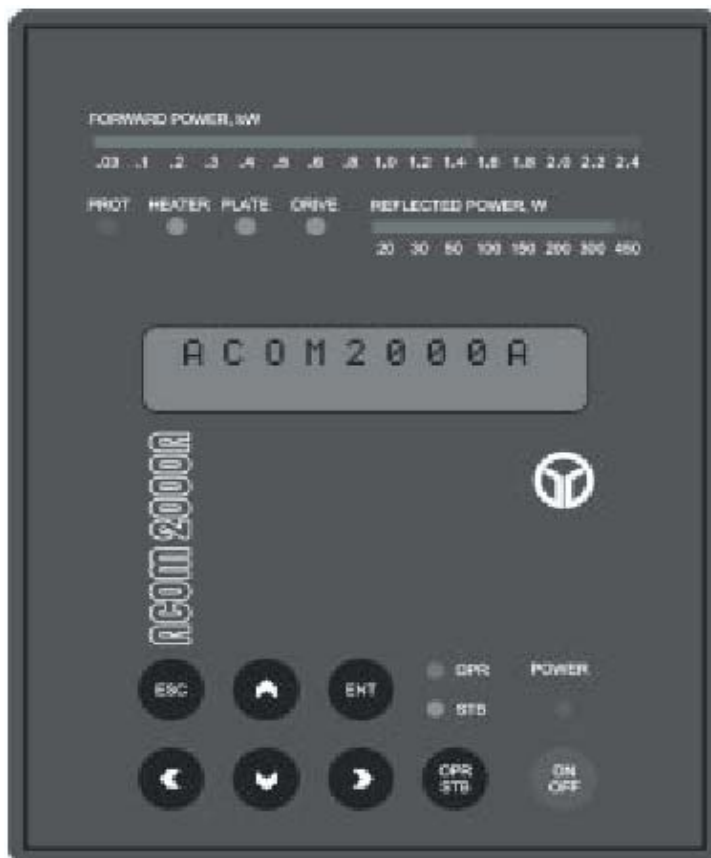 FORWARD POWER, kW
.03 .1 .2 .3 .4 .5 .6 .8 1.0 1.2 1.4 1.6 1.8 2.0 2.2 2.4
PROT HEATER PLATE DRIVE REFLECTED POWER, W
20 30 50 100 150 200 300 450
ACOM2000A
ACOM 2000A
ESC ENT OPR POWER
STB
OPR STB ON OFF